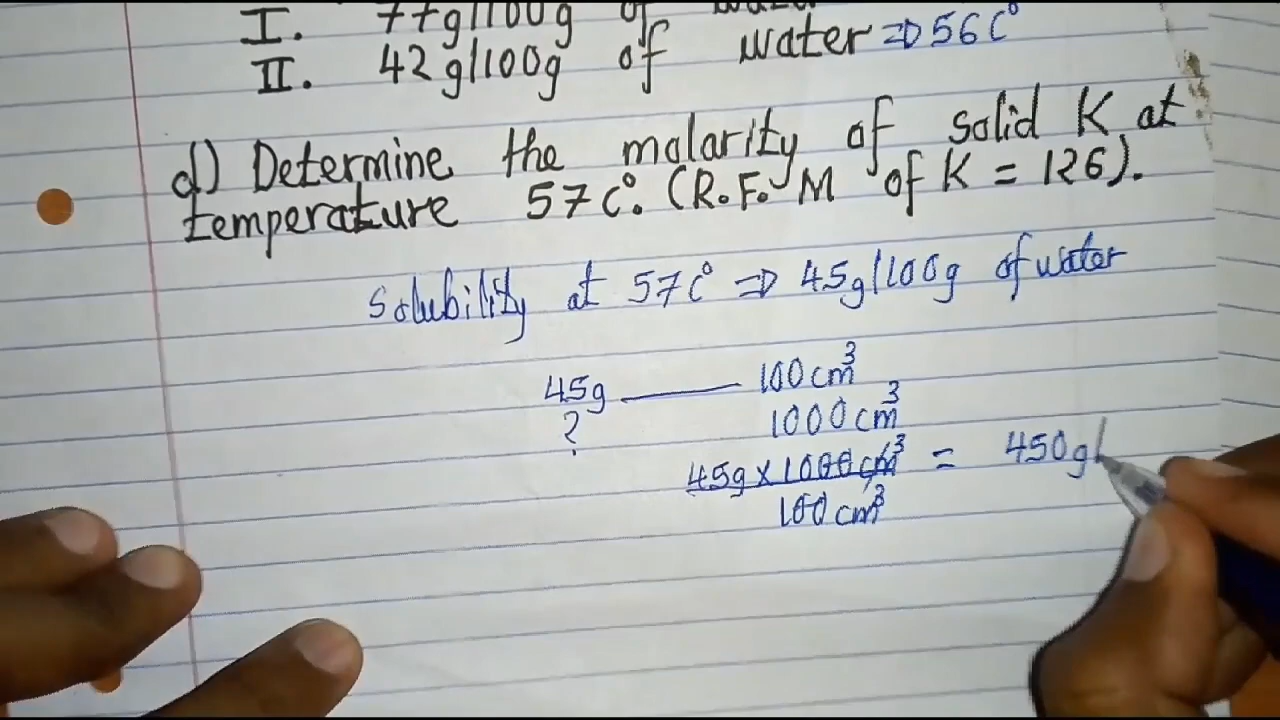 I. 77g/100g of water
II. 42g/100g of water => 56C°
d) Determine the molarity of solid K at
temperature 57C°. (R.F.M of K = 126).
Solubility at 57C° => 45g/100g of water
45g —— 100cm³
? 1000cm³
45g x 1000cm³ = 450g/
100cm³